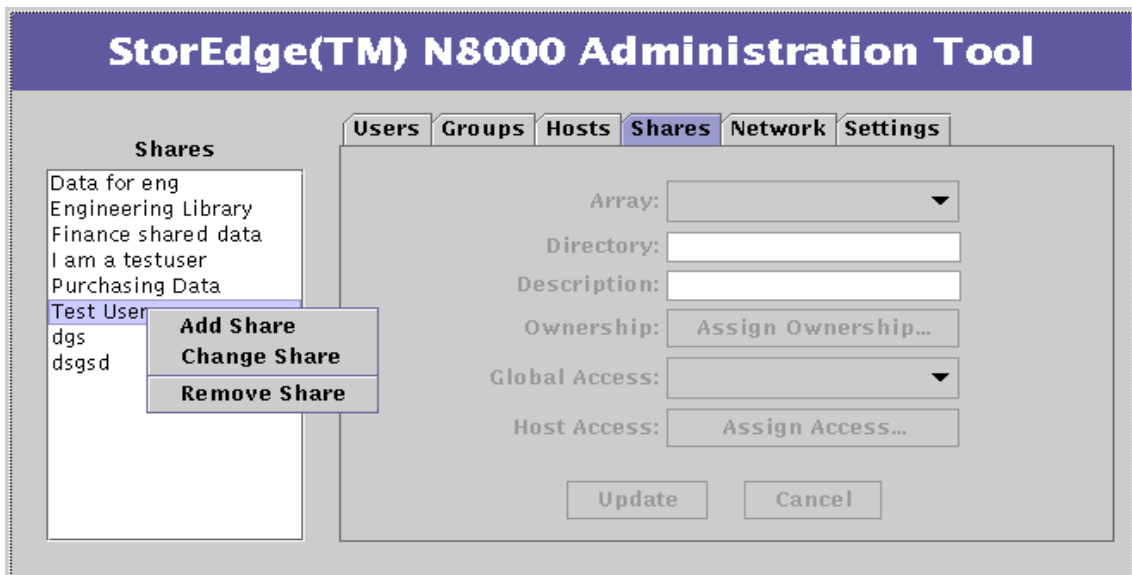 StorEdge(TM) N8000 Administration Tool
Users Groups Hosts Shares Network Settings
Shares
Data for eng
Engineering Library
Finance shared data
I am a testuser
Purchasing Data
Test User
dgs
dsgsd
Add Share
Change Share
Remove Share
Array:
Directory:
Description:
Ownership: Assign Ownership...
Global Access:
Host Access: Assign Access...
Update Cancel